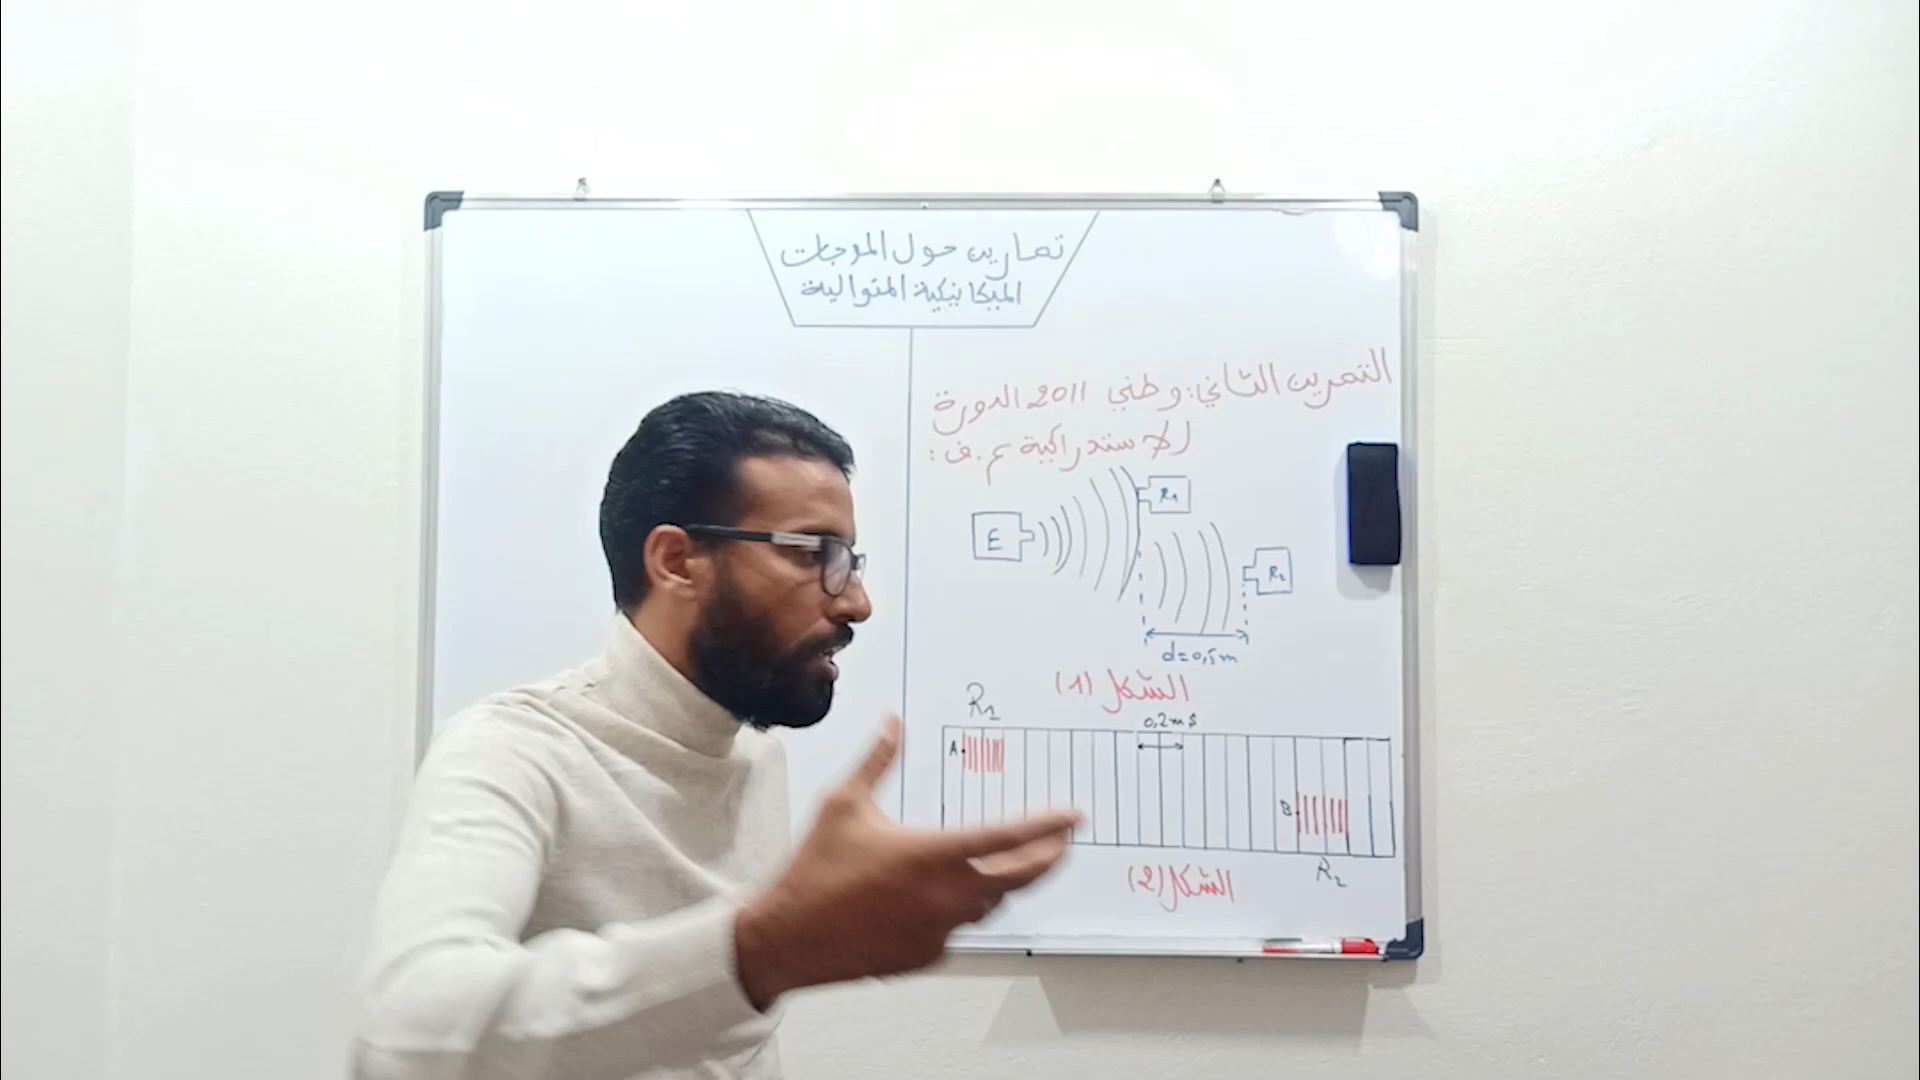 تمارين حول الموجات
الميكانيكية المتوالية
التمرين الثاني: وطني 2011 الدورة
الاستدراكية ع.ف:
R1
E
R2
d=0,5m
الشكل (1)
R1
0,2ms
A
B
R2
الشكل (2)